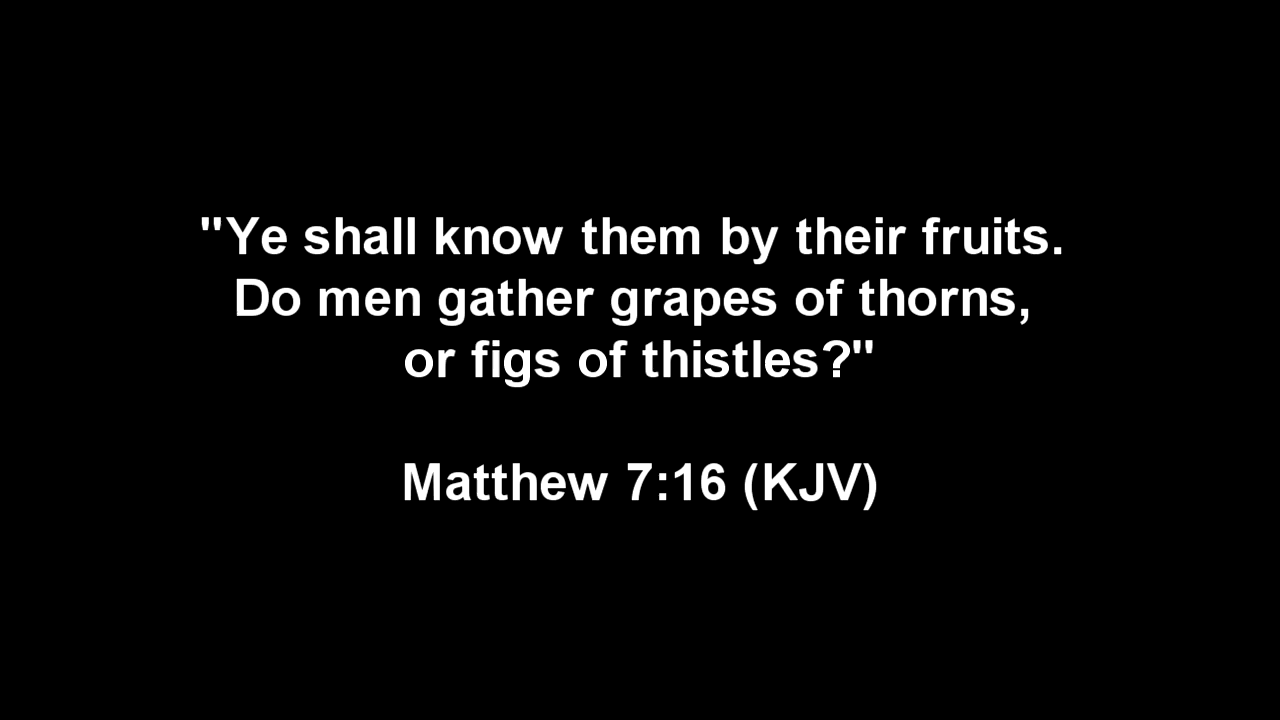 "Ye shall know them by their fruits.
Do men gather grapes of thorns,
or figs of thistles?"
Matthew 7:16 (KJV)